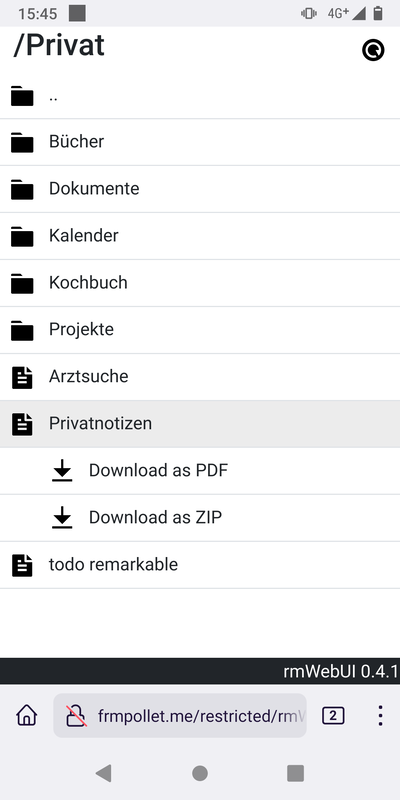 15:45
4G+
/Privat
..
Bücher
Dokumente
Kalender
Kochbuch
Projekte
Arztsuche
Privatnotizen
Download as PDF
Download as ZIP
todo remarkable
rmWebUI 0.4.1
frmpollet.me/restricted/rmW
2